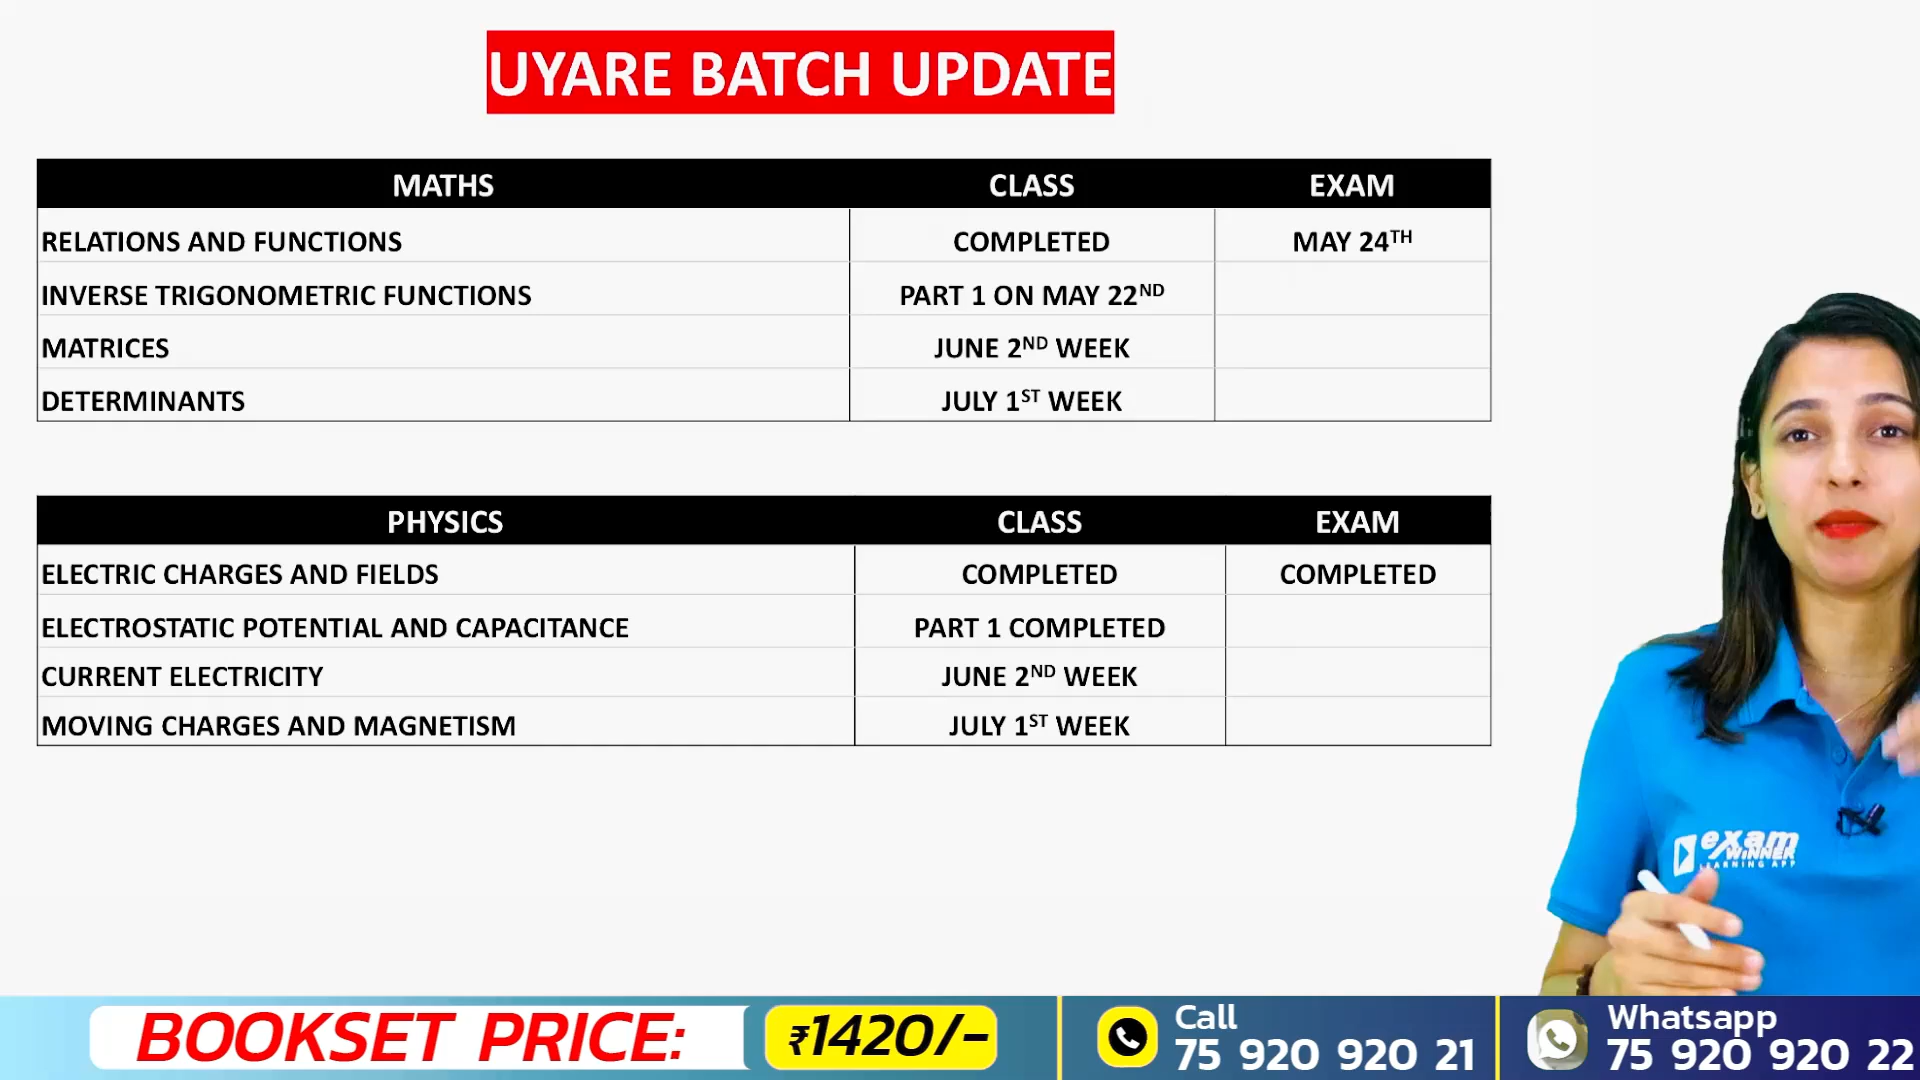 UYARE BATCH UPDATE
MATHS CLASS EXAM
RELATIONS AND FUNCTIONS COMPLETED MAY 24TH
INVERSE TRIGONOMETRIC FUNCTIONS PART 1 ON MAY 22ND
MATRICES JUNE 2ND WEEK
DETERMINANTS JULY 1ST WEEK
PHYSICS CLASS EXAM
ELECTRIC CHARGES AND FIELDS COMPLETED COMPLETED
ELECTROSTATIC POTENTIAL AND CAPACITANCE PART 1 COMPLETED
CURRENT ELECTRICITY JUNE 2ND WEEK
MOVING CHARGES AND MAGNETISM JULY 1ST WEEK
exam
WINNER
LEARNING APP
BOOKSET PRICE: ₹1420/-
Call
75 920 920 21
Whatsapp
75 920 920 22